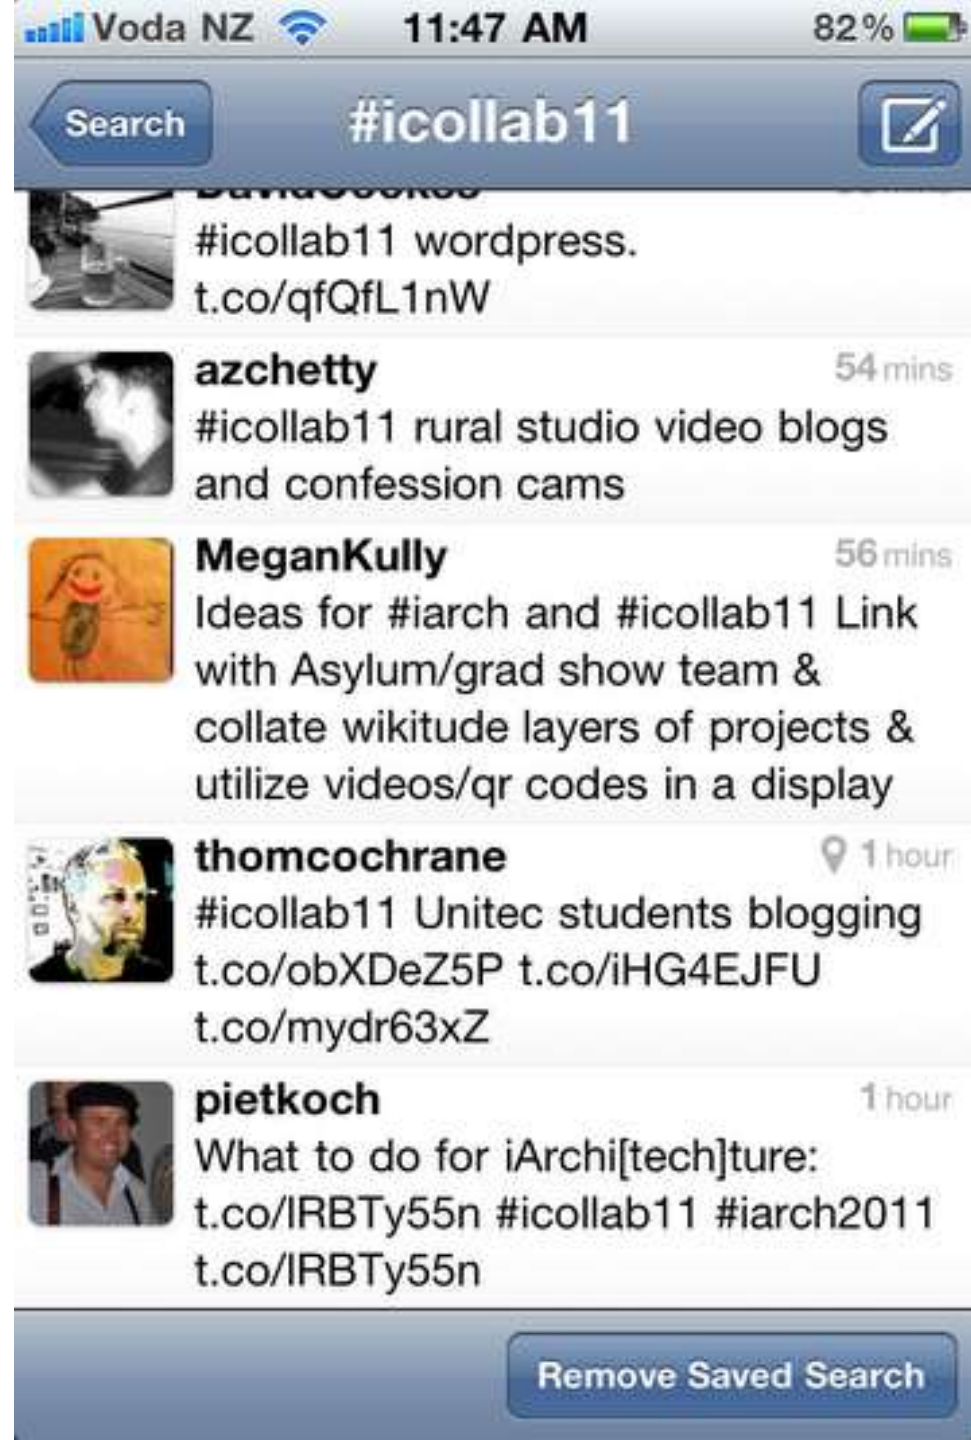 Voda NZ 11:47 AM 82%
Search #icollab11
#icollab11 wordpress.
t.co/qfQfL1nW
azchetty 54 mins
#icollab11 rural studio video blogs
and confession cams
MeganKully 56 mins
Ideas for #iarch and #icollab11 Link
with Asylum/grad show team &
collate wikitude layers of projects &
utilize videos/qr codes in a display
thomcochrane 1 hour
#icollab11 Unitec students blogging
t.co/obXDeZ5P t.co/iHG4EJFU
t.co/mydr63xZ
pietkoch 1 hour
What to do for iArchi[tech]ture:
t.co/lRBTy55n #icollab11 #iarch2011
t.co/lRBTy55n
Remove Saved Search